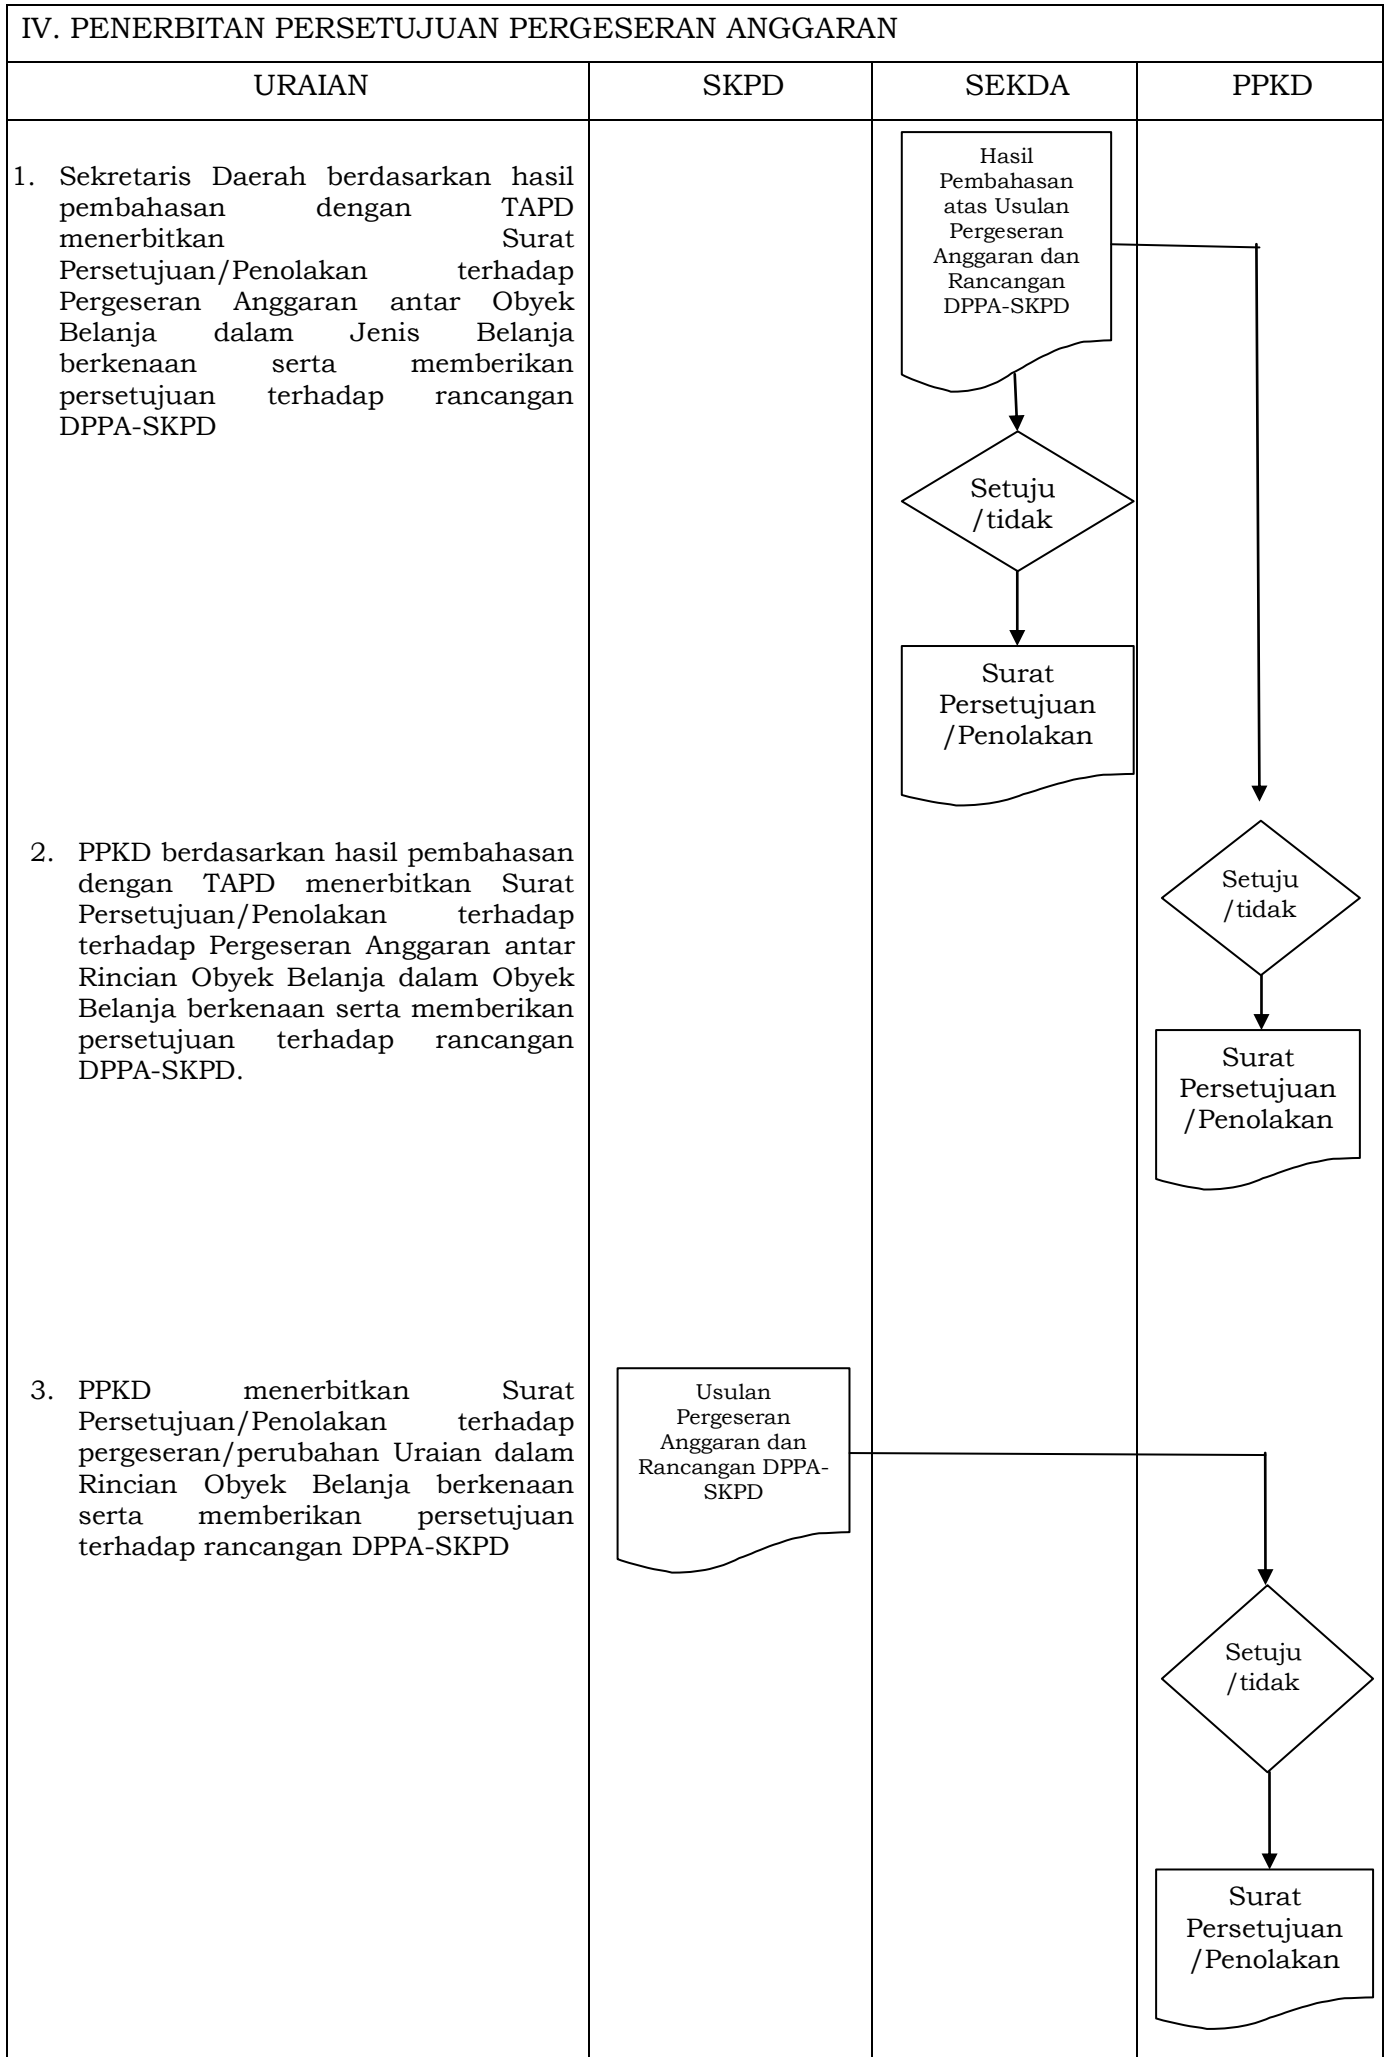 IV. PENERBITAN PERSETUJUAN PERGESERAN ANGGARAN
URAIAN SKPD SEKDA PPKD
1. Sekretaris Daerah berdasarkan hasil
pembahasan dengan TAPD
menerbitkan Surat
Persetujuan/Penolakan terhadap
Pergeseran Anggaran antar Obyek
Belanja dalam Jenis Belanja
berkenaan serta memberikan
persetujuan terhadap rancangan
DPPA-SKPD
Hasil
Pembahasan
atas Usulan
Pergeseran
Anggaran dan
Rancangan
DPPA-SKPD
Setuju
/tidak
Surat
Persetujuan
/Penolakan
2. PPKD berdasarkan hasil pembahasan
dengan TAPD menerbitkan Surat
Persetujuan/Penolakan terhadap
terhadap Pergeseran Anggaran antar
Rincian Obyek Belanja dalam Obyek
Belanja berkenaan serta memberikan
persetujuan terhadap rancangan
DPPA-SKPD.
Setuju
/tidak
Surat
Persetujuan
/Penolakan
3. PPKD menerbitkan Surat
Persetujuan/Penolakan terhadap
pergeseran/perubahan Uraian dalam
Rincian Obyek Belanja berkenaan
serta memberikan persetujuan
terhadap rancangan DPPA-SKPD
Usulan
Pergeseran
Anggaran dan
Rancangan DPPA-
SKPD
Setuju
/tidak
Surat
Persetujuan
/Penolakan